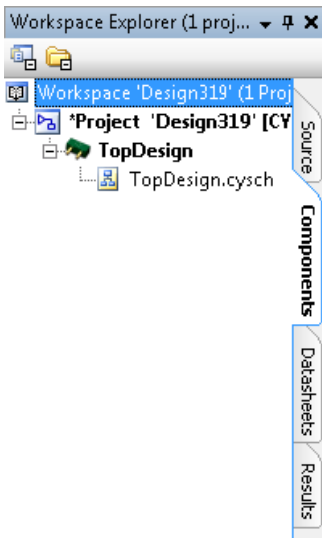 Workspace Explorer (1 proj...
Workspace 'Design319' (1 Proj
*Project 'Design319' [CY
TopDesign
TopDesign.cysch
Source
Components
Datasheets
Results